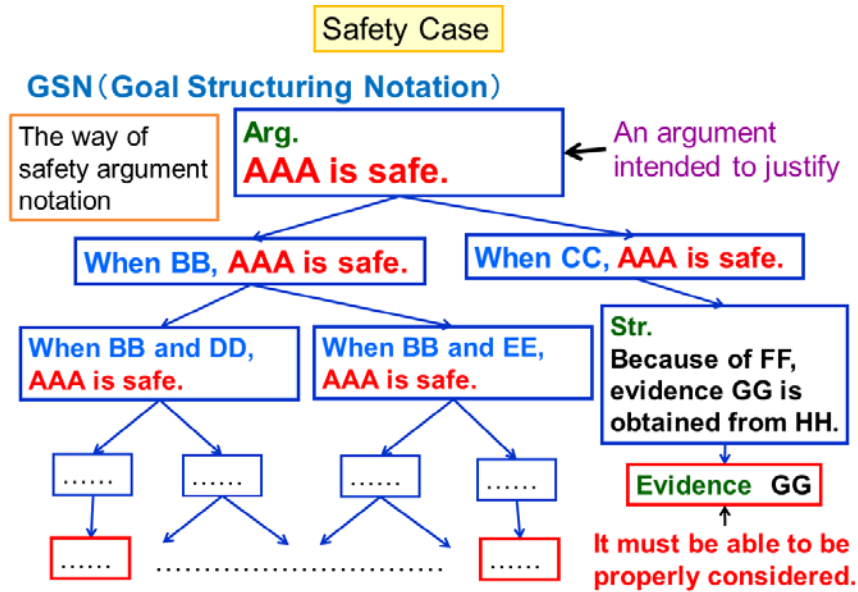 Safety Case
GSN（Goal Structuring Notation）
The way of
safety argument
notation
Arg.
AAA is safe.
An argument
intended to justify
When BB, AAA is safe.
When CC, AAA is safe.
When BB and DD,
AAA is safe.
When BB and EE,
AAA is safe.
Str.
Because of FF,
evidence GG is
obtained from HH.
......
......
......
......
Evidence GG
......
..............................
......
It must be able to be
properly considered.